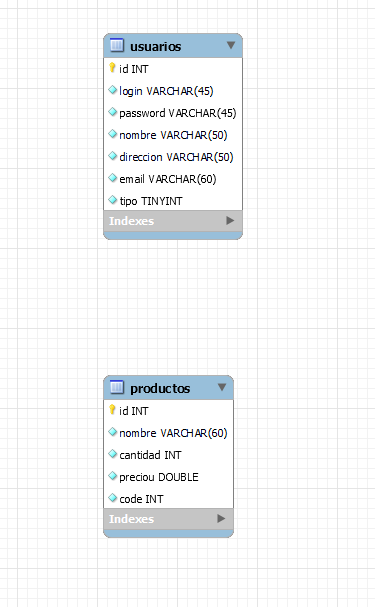 usuarios
id INT
login VARCHAR(45)
password VARCHAR(45)
nombre VARCHAR(50)
direccion VARCHAR(50)
email VARCHAR(60)
tipo TINYINT
Indexes
productos
id INT
nombre VARCHAR(60)
cantidad INT
preciou DOUBLE
code INT
Indexes